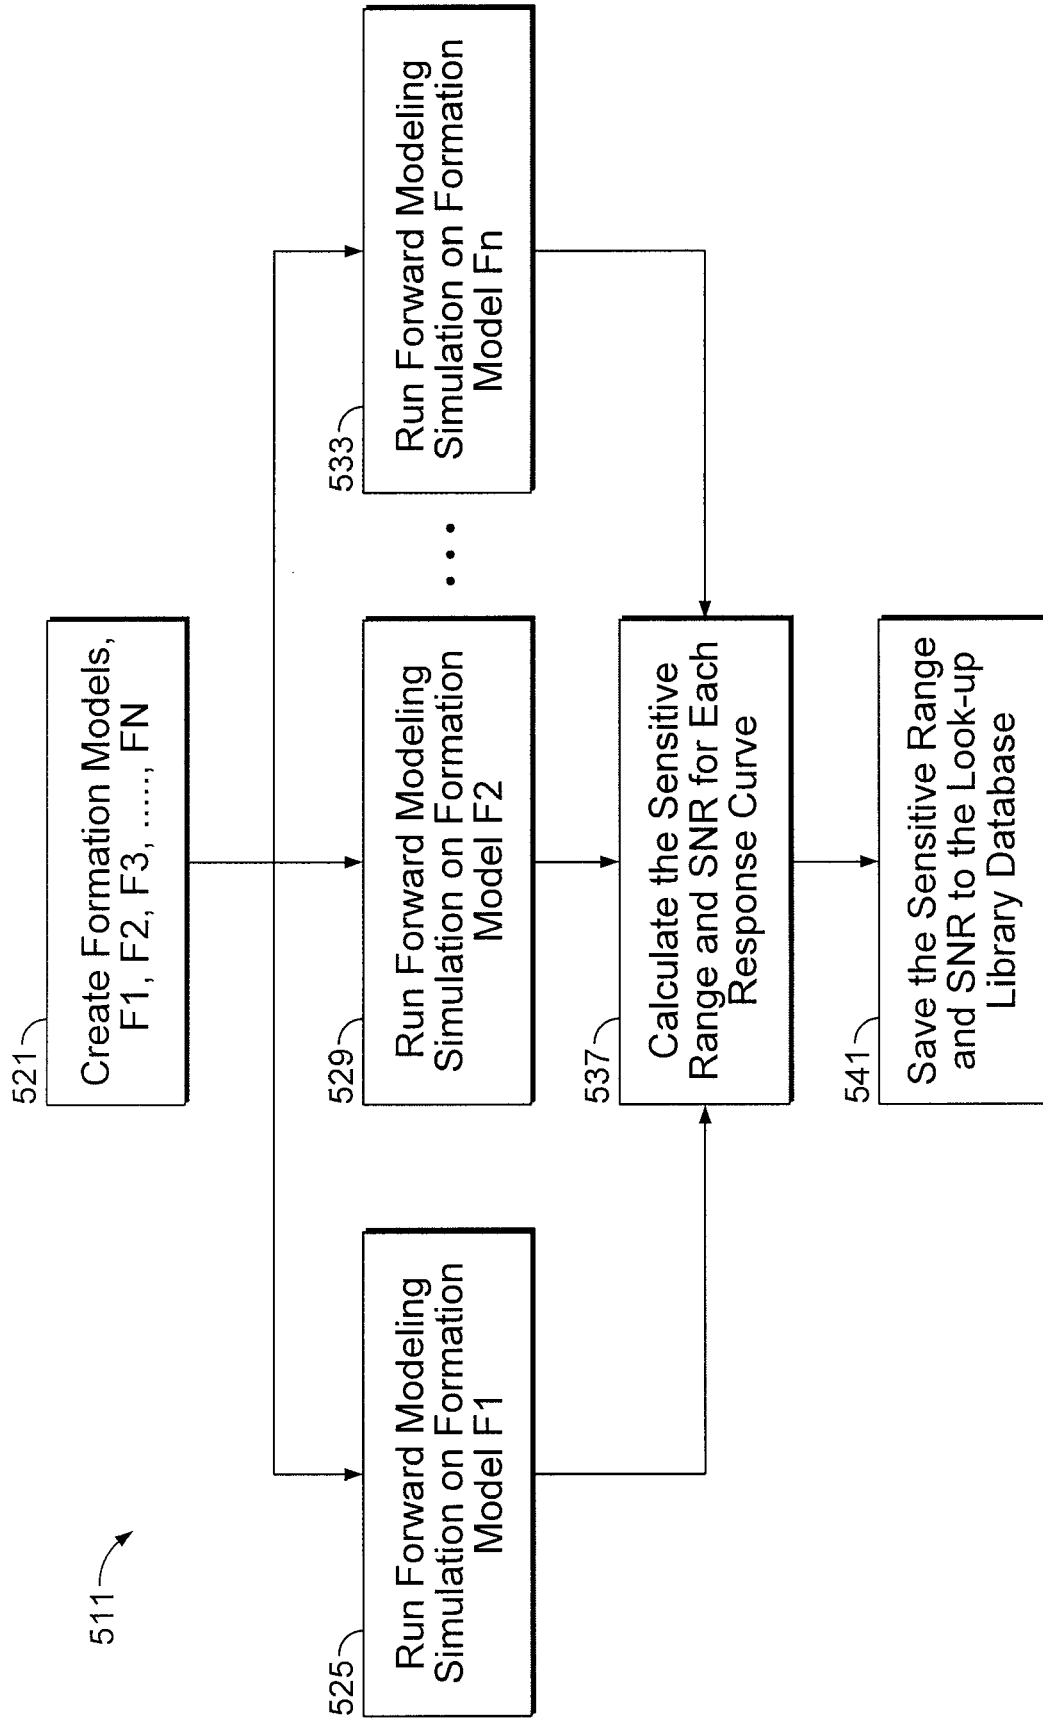 511
521
Create Formation Models,
F1, F2, F3, ....., FN
525
Run Forward Modeling
Simulation on Formation
Model F1
529
Run Forward Modeling
Simulation on Formation
Model F2
• • •
533
Run Forward Modeling
Simulation on Formation
Model Fn
537
Calculate the Sensitive
Range and SNR for Each
Response Curve
541
Save the Sensitive Range
and SNR to the Look-up
Library Database